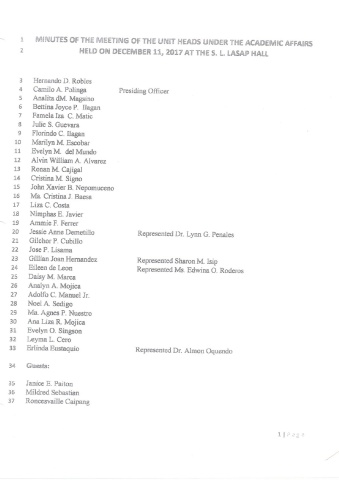 1 MINUTES OF THE MEETING OF THE UNIT HEADS UNDER THE ACADEMIC AFFAIRS
2 HELD ON DECEMBER 11, 2017 AT THE S. L. LASAP HALL
3 Hernando D. Robles
4 Camilo A. Polinga Presiding Officer
5 Analita dM. Magsino
6 Bettina Joyce P. Ilagan
7 Pamela Iza C. Matic
8 Julie S. Guevara
9 Florindo C. Ilagan
10 Marilyn M. Escobar
11 Evelyn M. del Mundo
12 Alvin William A. Alvarez
13 Ronan M. Cajigal
14 Cristina M. Signo
15 John Xavier B. Nepomuceno
16 Ma. Cristina J. Baesa
17 Liza C. Costa
18 Nimphas E. Javier
19 Ammie F. Ferrer
20 Jessie Anne Demetillo Represented Dr. Lynn G. Penales
21 Gilchor P. Cubillo
22 Jose P. Lisama
23 Gillian Joan Hernandez Represented Sharon M. Isip
24 Eileen de Leon Represented Ms. Edwina O. Roderos
25 Daisy M. Marca
26 Analyn A. Mojica
27 Adolfo C. Manuel Jr.
28 Noel A. Sedigo
29 Ma. Agnes P. Nuestro
30 Ana Liza R. Mojica
31 Evelyn O. Singson
32 Leyma L. Cero
33 Erlinda Eustaquio Represented Dr. Almon Oquendo
34 Guests:
35 Janice E. Paiton
36 Mildred Sebastian
37 Roncesvaille Caipang
1 | Page